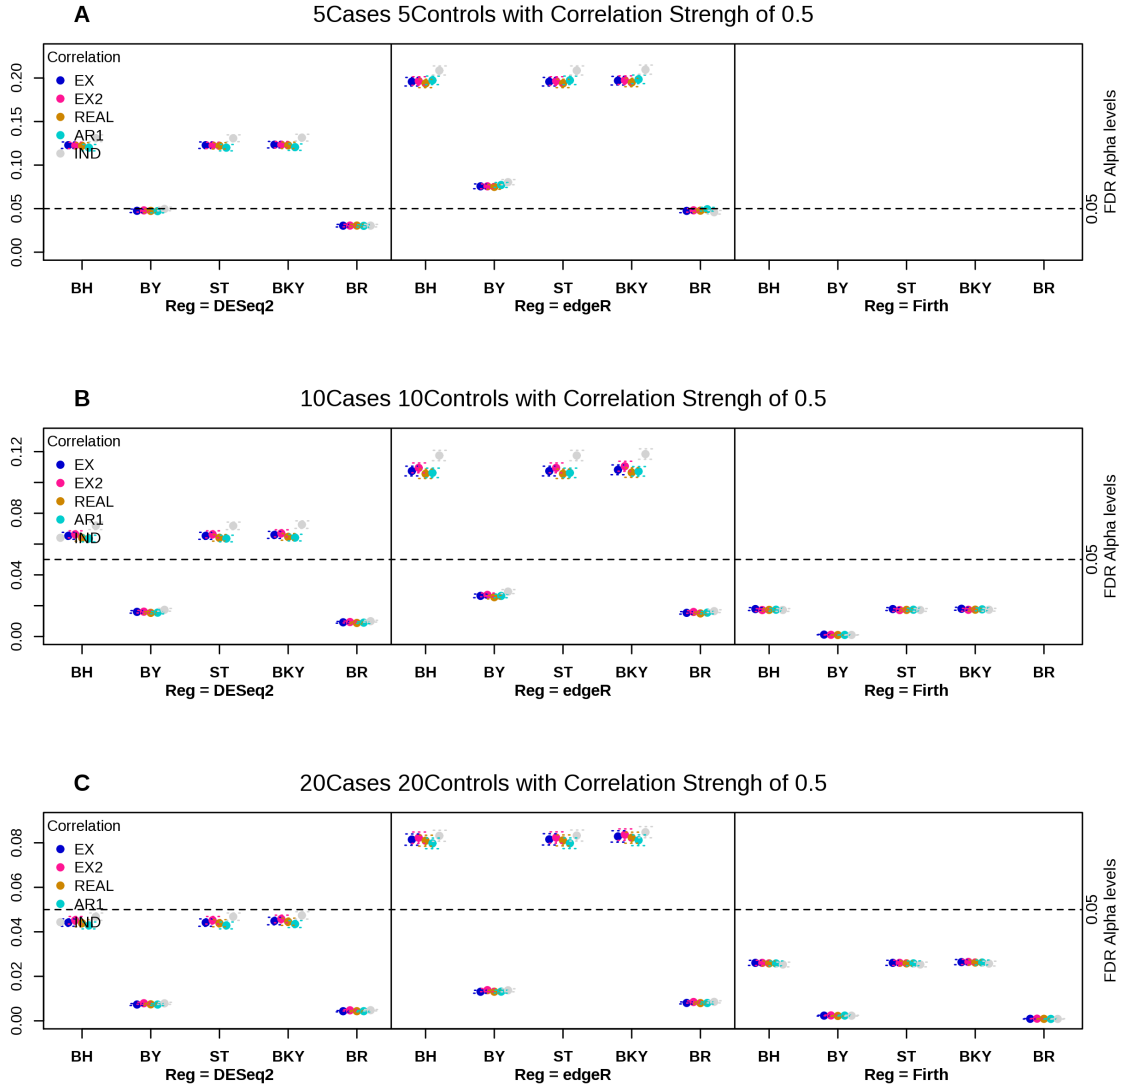 A
5Cases 5Controls with Correlation Strengh of 0.5
Correlation
EX
EX2
REAL
AR1
IND
0.00 0.05 0.10 0.15 0.20
0.05
FDR Alpha levels
BH BY ST BKY BR BH BY ST BKY BR BH BY ST BKY BR
Reg = DESeq2 Reg = edgeR Reg = Firth
B
10Cases 10Controls with Correlation Strengh of 0.5
Correlation
EX
EX2
REAL
AR1
IND
0.00 0.04 0.08 0.12
0.05
FDR Alpha levels
BH BY ST BKY BR BH BY ST BKY BR BH BY ST BKY BR
Reg = DESeq2 Reg = edgeR Reg = Firth
C
20Cases 20Controls with Correlation Strengh of 0.5
Correlation
EX
EX2
REAL
AR1
IND
0.00 0.02 0.04 0.06 0.08
0.05
FDR Alpha levels
BH BY ST BKY BR BH BY ST BKY BR BH BY ST BKY BR
Reg = DESeq2 Reg = edgeR Reg = Firth